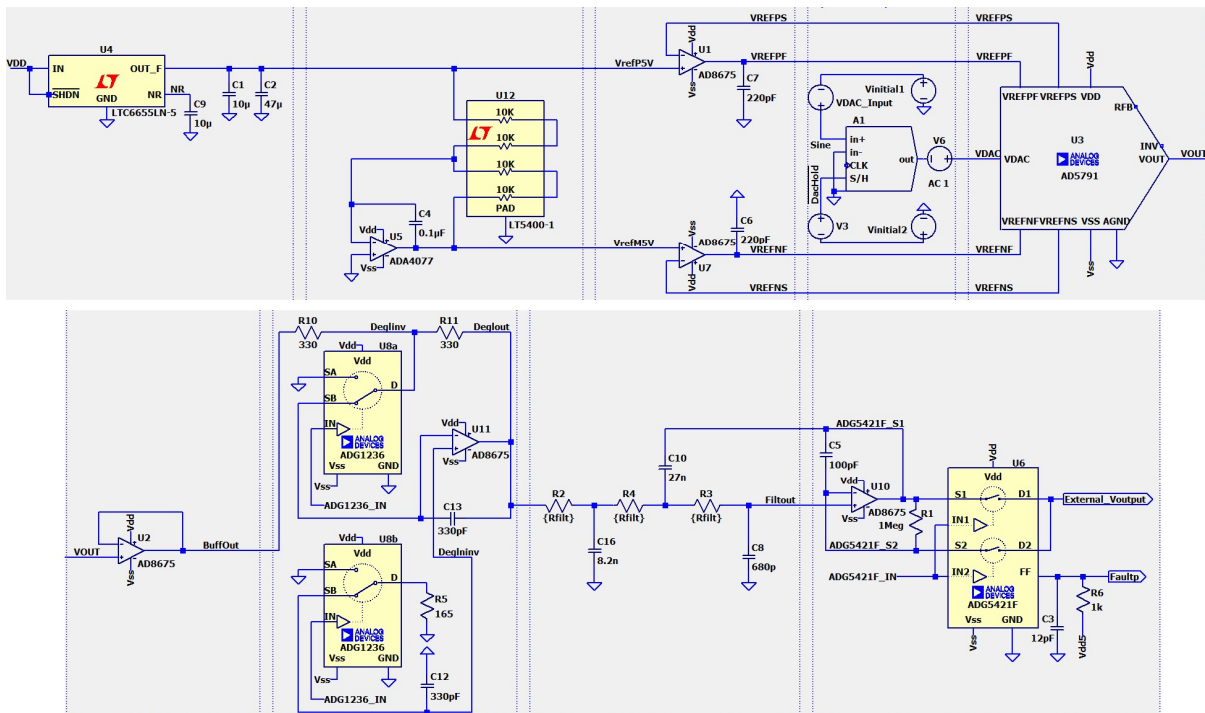 VDD
U4
IN
OUT_F
SHDN
NR
GND
NR
LTC6655LN-5
C9
10µ
C1
10µ
C2
47µ
VrefP5V
U12
10K
10K
10K
10K
PAD
LT5400-1
C4
0.1µF
Vdd
U5
ADA4077
Vss
VrefM5V
VREFPS
Vdd
U1
AD8675
Vss
VREFPF
C7
220pF
C6
220pF
Vss
AD8675
U7
Vdd
VREFNF
VREFNS
Vinitial1
VDAC_Input
A1
Sine
in+
in-
CLK
S/H
out
V6
AC 1
DacHold
V3
Vinitial2
VREFPS
VREFPF
Vdd
VREFPF
VREFPS
VDD
RFB
U3
INV
VDAC
VDAC
ANALOG DEVICES
AD5791
VOUT
VOUT
VREFNF
VREFNS
VSS
AGND
VREFNF
Vss
VREFNS
R10
330
Deglinv
R11
330
Deglout
Vdd
U8a
Vdd
SA
D
SB
IN
ANALOG DEVICES
ADG1236
Vss
GND
Vss
ADG1236_IN
Vdd
U11
AD8675
Vss
C13
330pF
Vdd
U2
AD8675
Vss
VOUT
BuffOut
Vdd
U8b
Deglninv
Vdd
SA
D
SB
IN
R5
165
ANALOG DEVICES
ADG1236
Vss
GND
Vss
C12
330pF
ADG1236_IN
R2
{Rfilt}
R4
{Rfilt}
R3
{Rfilt}
C10
27n
C16
8.2n
C8
680p
Filtout
ADG5421F_S1
C5
100pF
Vdd
U10
AD8675
Vss
R1
1Meg
ADG5421F_S2
ADG5421F_IN
Vdd
U6
S1
D1
IN1
S2
D2
IN2
FF
ANALOG DEVICES
ADG5421F
Vss
GND
Vss
External_Voutput
Faultp
C3
12pF
R6
1k
Vdd5